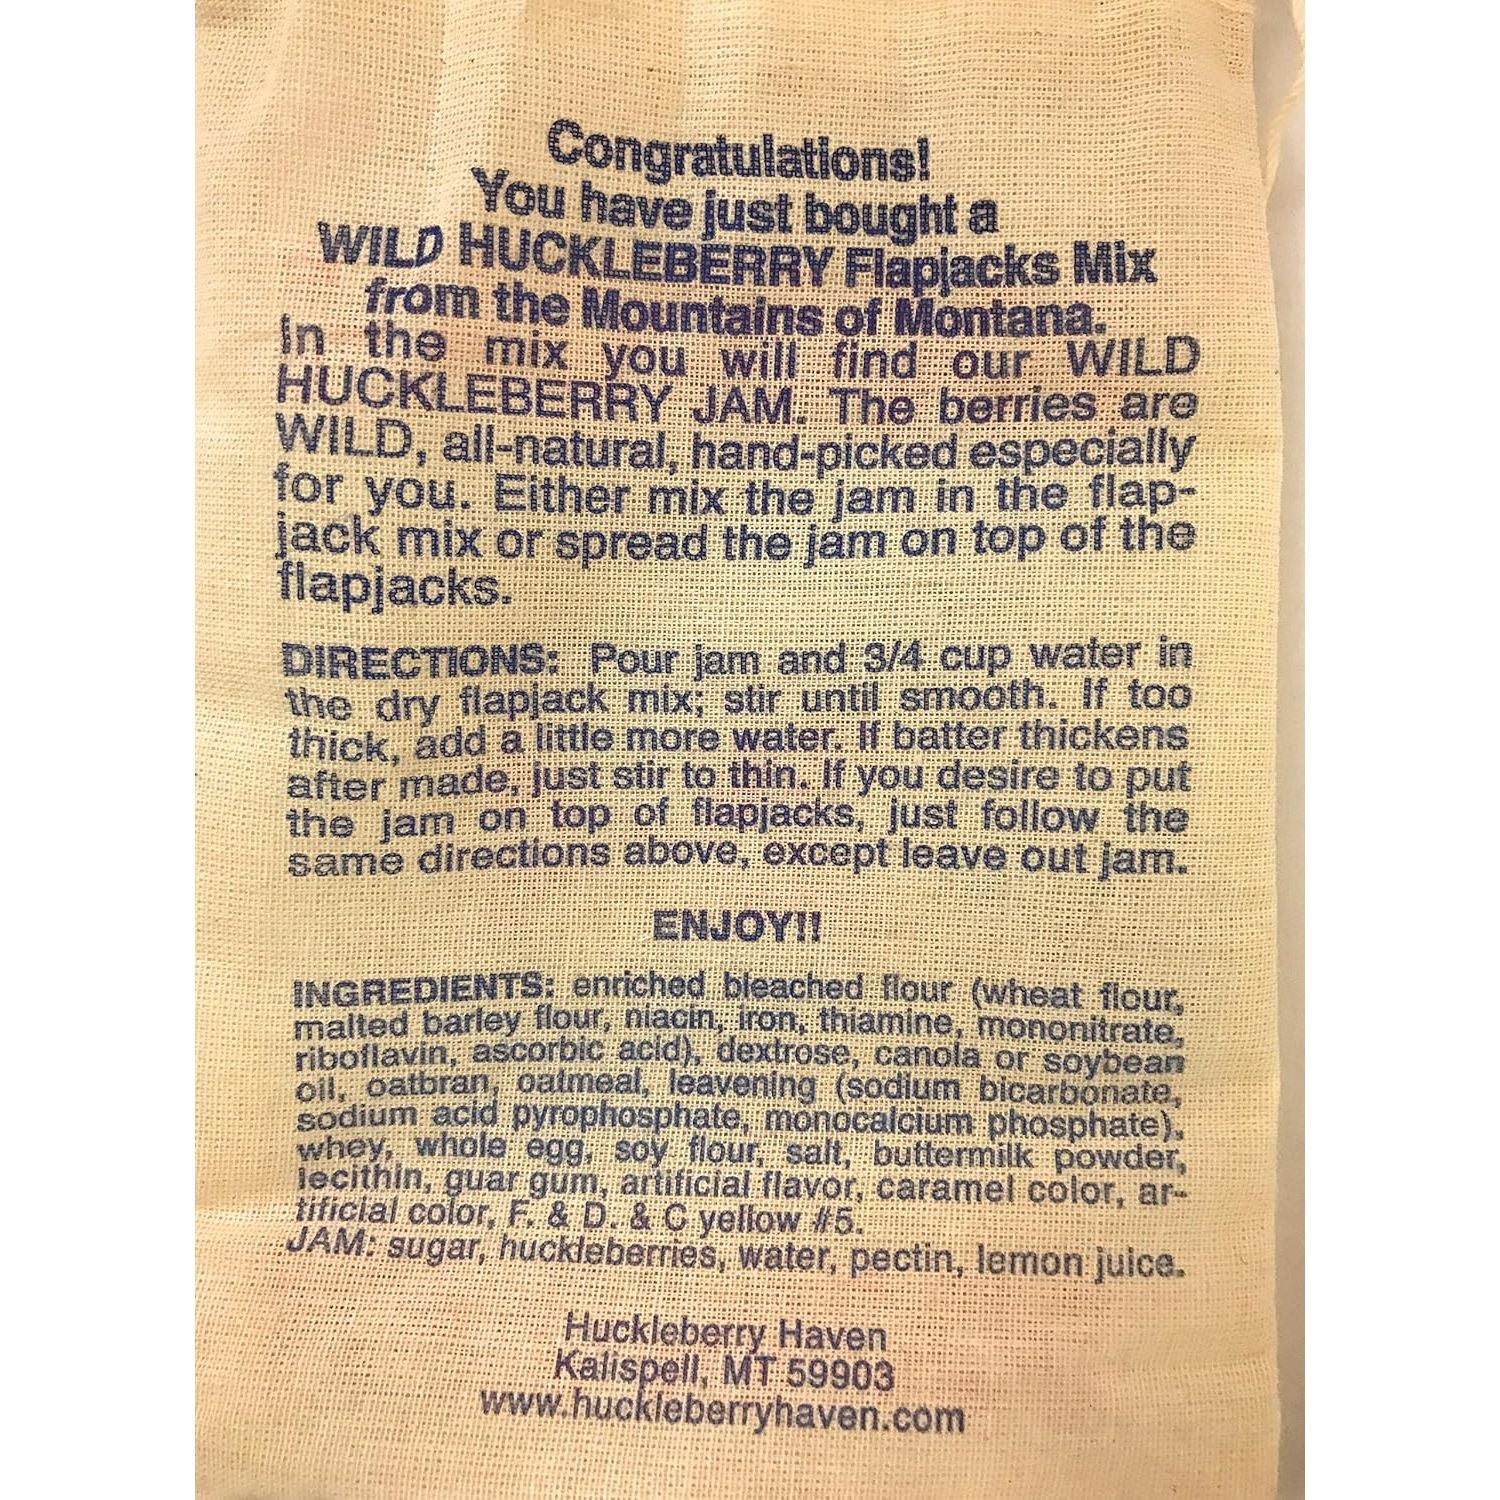 Congratulations!
You have just bought a
WILD HUCKLEBERRY Flapjacks Mix
from the Mountains of Montana.
In the mix you will find our WILD
HUCKLEBERRY JAM. The berries are
WILD, all-natural, hand-picked especially
for you. Either mix the jam in the flap-
jack mix or spread the jam on top of the
flapjacks.
DIRECTIONS: Pour jam and 3/4 cup water in
the dry flapjack mix; stir until smooth. If too
thick, add a little more water. If batter thickens
after made, just stir to thin. If you desire to put
the jam on top of flapjacks, just follow the
same directions above, except leave out jam.
ENJOY!!
INGREDIENTS: enriched bleached flour (wheat flour,
malted barley flour, niacin, iron, thiamine, mononitrate,
riboflavin, ascorbic acid), dextrose, canola or soybean
oil, oatbran, oatmeal, leavening (sodium bicarbonate,
sodium acid pyrophosphate, monocalcium phosphate),
whey, whole egg, soy flour, salt, buttermilk powder,
lecithin, guar gum, artificial flavor, caramel color, ar-
tificial color, F. & D. & C yellow #5.
JAM: sugar, huckleberries, water, pectin, lemon juice.
Huckleberry Haven
Kalispell, MT 59903
www.huckleberryhaven.com